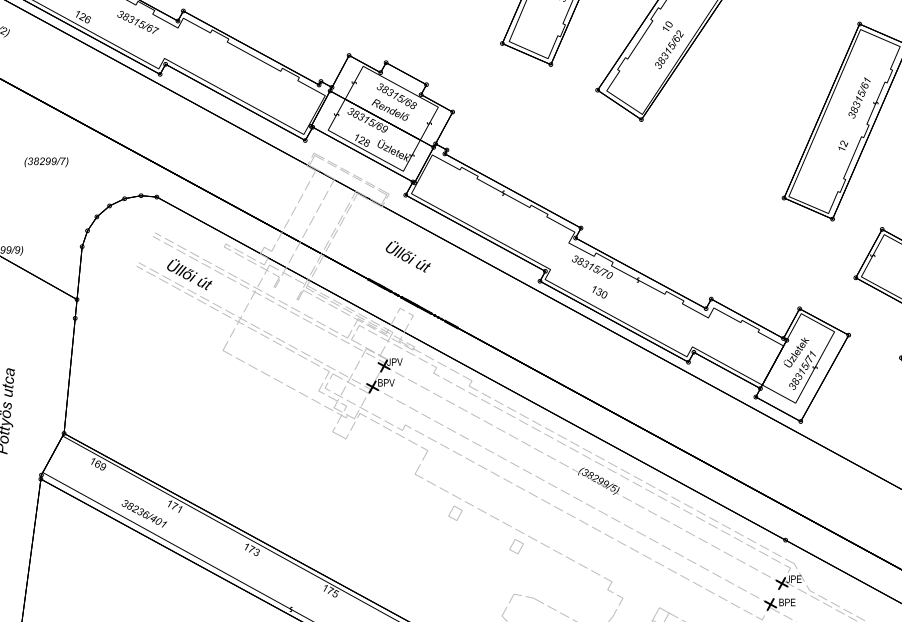 126
38315/67
10
38315/62
38315/61
12
38315/68
Rendelő
38315/69
128 Üzletek
(38299/7)
Üllői út
Üllői út
38315/70
130
Üzletek
38315/71
JPV
BPV
Pöttyös utca
169
171
38236/401
173
175
(38299/5)
JPE
BPE